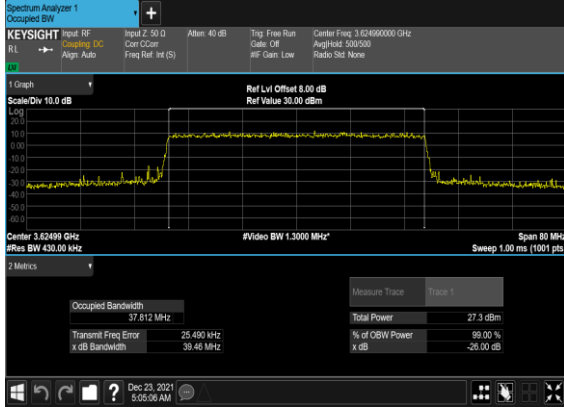 Spectrum Analyzer 1
Occupied BW
+
KEYSIGHT Input: RF Input Z: 50 Ω Atten: 40 dB Trig: Free Run Center Freq: 3.624990000 GHz
RL Coupling: DC Corr CCorr Gate: Off Avg|Hold: 500/500
Align: Auto Freq Ref: Int (S) #IF Gain: Low Radio Std: None
1 Graph
Ref Lvl Offset 8.00 dB
Scale/Div 10.0 dB Ref Value 30.00 dBm
Log
20.0
10.0
0.00
-10.0
-20.0
-30.0
-40.0
-50.0
-60.0
Center 3.62499 GHz #Video BW 1.3000 MHz* Span 80 MHz
#Res BW 430.00 kHz Sweep 1.00 ms (1001 pts)
2 Metrics
Measure Trace Trace 1
Occupied Bandwidth
37.812 MHz Total Power 27.3 dBm
Transmit Freq Error 25.490 kHz % of OBW Power 99.00 %
x dB Bandwidth 39.46 MHz x dB -26.00 dB
? Dec 23, 2021
5:05:06 AM